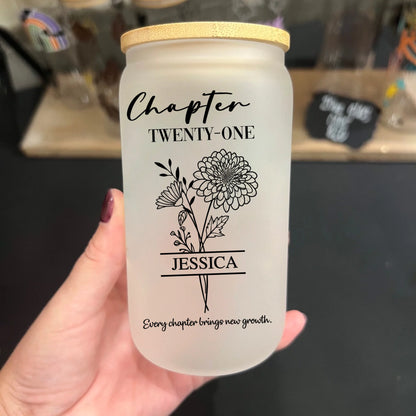 Chapter
TWENTY-ONE
JESSICA
Every chapter brings new growth.